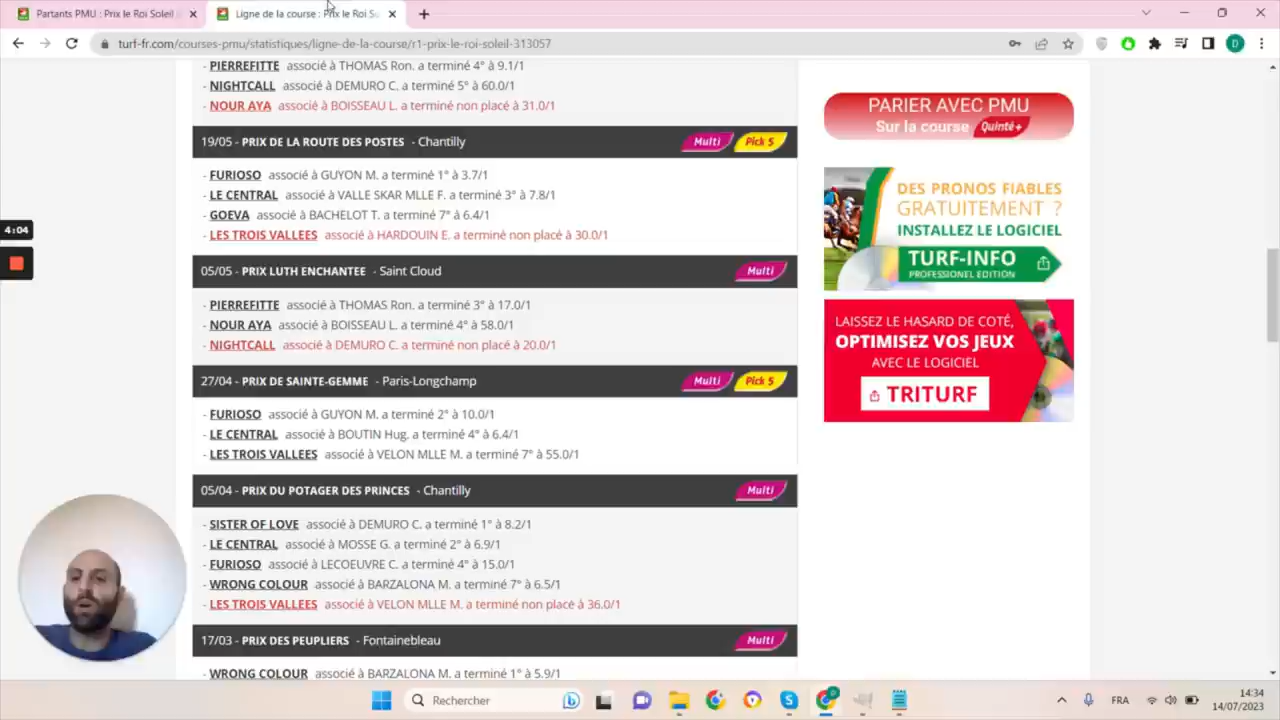 Partants PMU : Prix le Roi Soleil
Ligne de la course : Prix le Roi Su
turf-fr.com/courses-pmu/statistiques/ligne-de-la-course/r1-prix-le-roi-soleil-313057
D
- PIERREFITTE associé à THOMAS Ron. a terminé 4° à 9.1/1
- NIGHTCALL associé à DEMURO C. a terminé 5° à 60.0/1
- NOUR AYA associé à BOISSEAU L. a terminé non placé à 31.0/1
19/05 - PRIX DE LA ROUTE DES POSTES - Chantilly Multi Pick 5
- FURIOSO associé à GUYON M. a terminé 1° à 3.7/1
- LE CENTRAL associé à VALLE SKAR MLLE F. a terminé 3° à 7.8/1
- GOEVA associé à BACHELOT T. a terminé 7° à 6.4/1
- LES TROIS VALLEES associé à HARDOUIN E. a terminé non placé à 30.0/1
05/05 - PRIX LUTH ENCHANTEE - Saint Cloud Multi
- PIERREFITTE associé à THOMAS Ron. a terminé 3° à 17.0/1
- NOUR AYA associé à BOISSEAU L. a terminé 4° à 58.0/1
- NIGHTCALL associé à DEMURO C. a terminé non placé à 20.0/1
27/04 - PRIX DE SAINTE-GEMME - Paris-Longchamp Multi Pick 5
- FURIOSO associé à GUYON M. a terminé 2° à 10.0/1
- LE CENTRAL associé à BOUTIN Hug. a terminé 4° à 6.4/1
- LES TROIS VALLEES associé à VELON MLLE M. a terminé 7° à 55.0/1
05/04 - PRIX DU POTAGER DES PRINCES - Chantilly Multi
- SISTER OF LOVE associé à DEMURO C. a terminé 1° à 8.2/1
- LE CENTRAL associé à MOSSE G. a terminé 2° à 6.9/1
- FURIOSO associé à LECOEUVRE C. a terminé 4° à 15.0/1
- WRONG COLOUR associé à BARZALONA M. a terminé 7° à 6.5/1
- LES TROIS VALLEES associé à VELON MLLE M. a terminé non placé à 36.0/1
17/03 - PRIX DES PEUPLIERS - Fontainebleau Multi
- WRONG COLOUR associé à BARZALONA M. a terminé 1° à 5.9/1
PARIER AVEC PMU
Sur la course Quinté+
DES PRONOS FIABLES
GRATUITEMENT ?
INSTALLEZ LE LOGICIEL
TURF-INFO
PROFESSIONEL EDITION
LAISSEZ LE HASARD DE COTÉ,
OPTIMISEZ VOS JEUX
AVEC LE LOGICIEL
TRITURF
4:04
Rechercher
FRA
14:34
14/07/2023